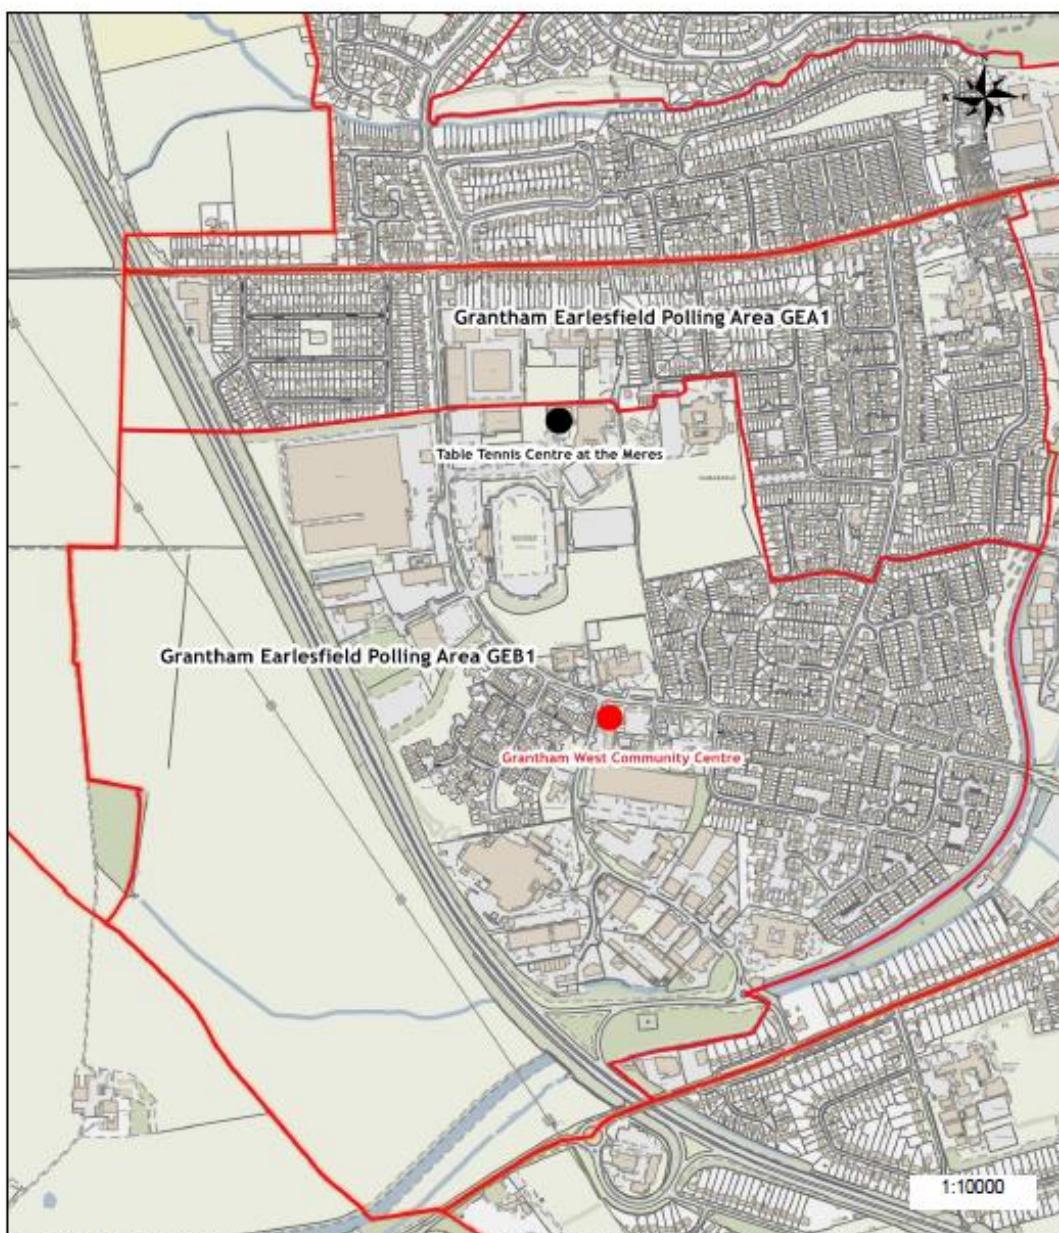 Grantham Earlesfield Polling Area GEA1
Table Tennis Centre at the Meres
Grantham Earlesfield Polling Area GEB1
Grantham West Community Centre
1:10000